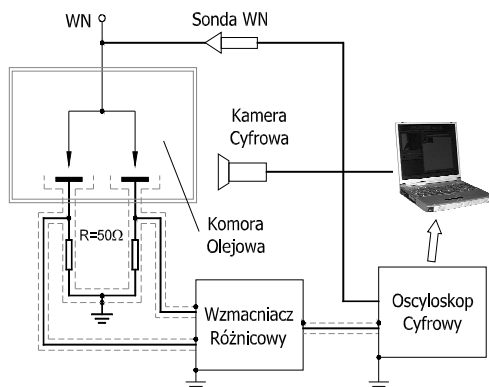 WN
Sonda WN
Kamera
Cyfrowa
Komora
Olejowa
R=50Ω
Wzmacniacz
Różnicowy
Oscyloskop
Cyfrowy